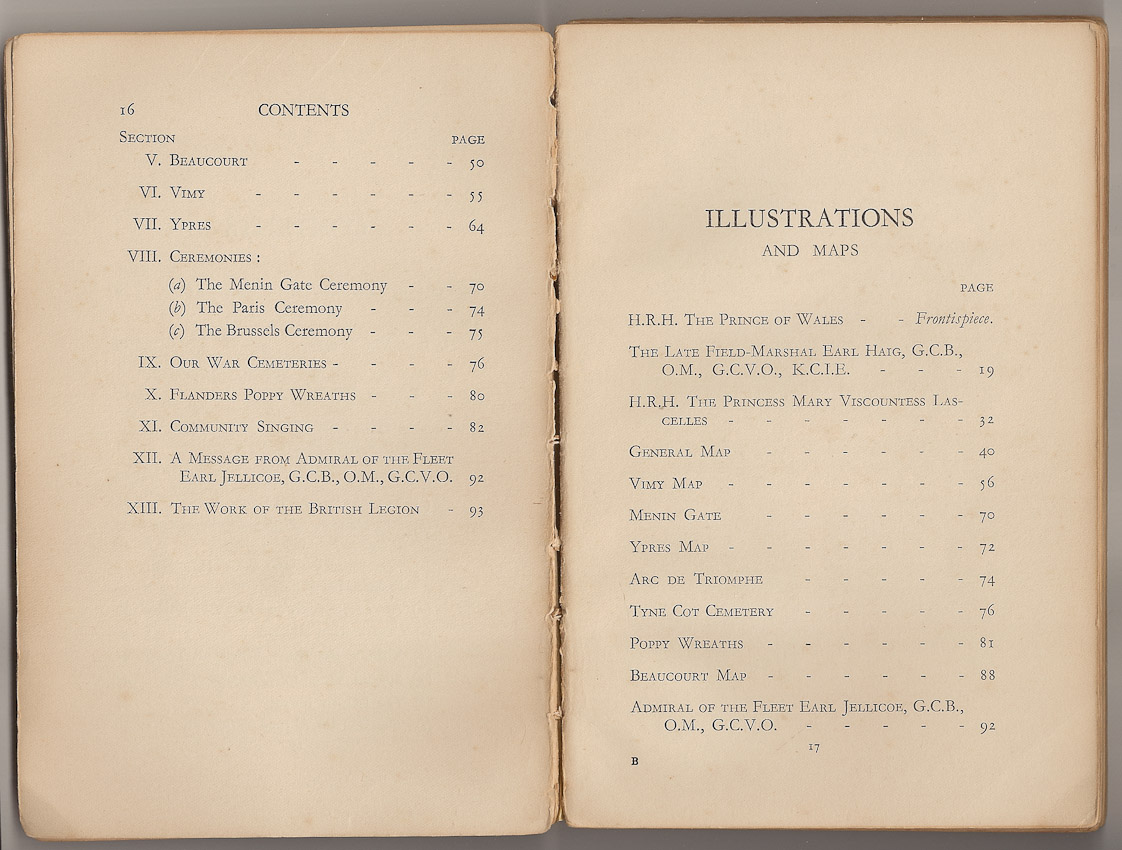 16 CONTENTS
SECTION PAGE
V. BEAUCOURT - - - - - 50
VI. VIMY - - - - - - 55
VII. YPRES - - - - - - 64
VIII. CEREMONIES :
(a) The Menin Gate Ceremony - - 70
(b) The Paris Ceremony - - - 74
(c) The Brussels Ceremony - - - 75
IX. OUR WAR CEMETERIES - - - - 76
X. FLANDERS POPPY WREATHS - - - 80
XI. COMMUNITY SINGING - - - - 82
XII. A MESSAGE FROM ADMIRAL OF THE FLEET
EARL JELLICOE, G.C.B., O.M., G.C.V.O. 92
XIII. THE WORK OF THE BRITISH LEGION - 93
ILLUSTRATIONS
AND MAPS
PAGE
H.R.H. THE PRINCE OF WALES - - Frontispiece.
THE LATE FIELD-MARSHAL EARL HAIG, G.C.B.,
O.M., G.C.V.O., K.C.I.E. - - - 19
H.R.H. THE PRINCESS MARY VISCOUNTESS LAS-
CELLES - - - - - - - 32
GENERAL MAP - - - - - - 40
VIMY MAP - - - - - - - 56
MENIN GATE - - - - - - 70
YPRES MAP - - - - - - - 72
ARC DE TRIOMPHE - - - - - 74
TYNE COT CEMETERY - - - - - 76
POPPY WREATHS - - - - - - 81
BEAUCOURT MAP - - - - - - 88
ADMIRAL OF THE FLEET EARL JELLICOE, G.C.B.,
O.M., G.C.V.O. - - - - - 92
17
B